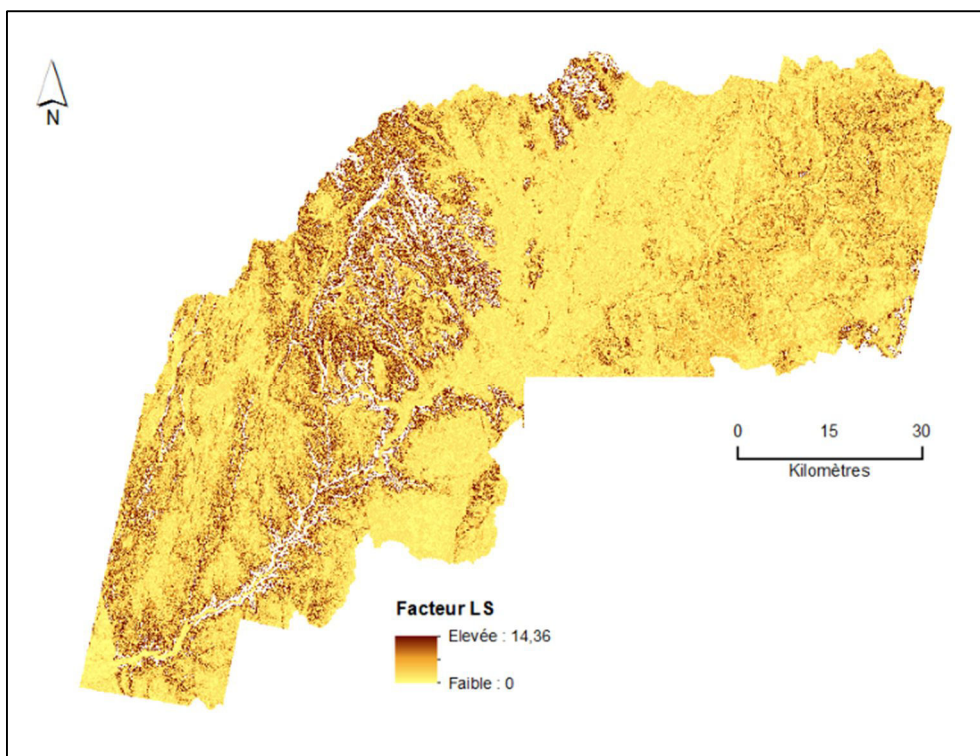 N
0 15 30
Kilomètres
Facteur LS
Elevée : 14,36
Faible : 0